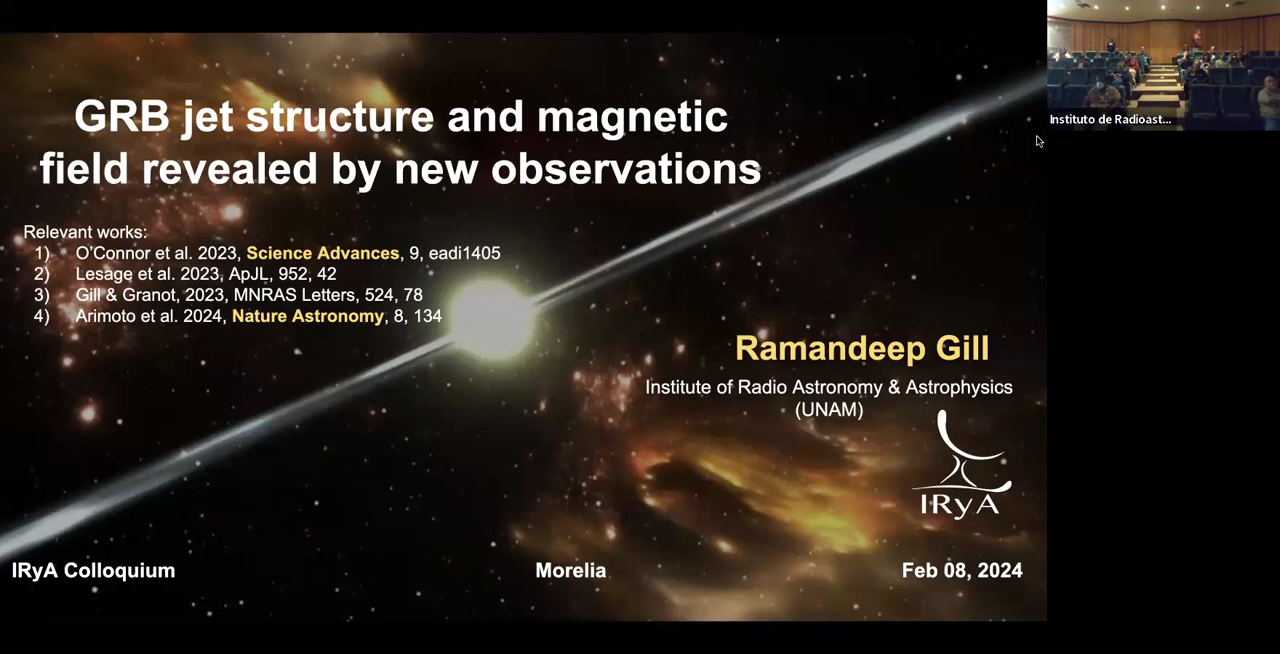 GRB jet structure and magnetic
field revealed by new observations
Relevant works:
1) O'Connor et al. 2023, Science Advances, 9, eadi1405
2) Lesage et al. 2023, ApJL, 952, 42
3) Gill & Granot, 2023, MNRAS Letters, 524, 78
4) Arimoto et al. 2024, Nature Astronomy, 8, 134
Ramandeep Gill
Institute of Radio Astronomy & Astrophysics
(UNAM)
IRyA
IRyA Colloquium
Morelia
Feb 08, 2024
Instituto de Radioast...